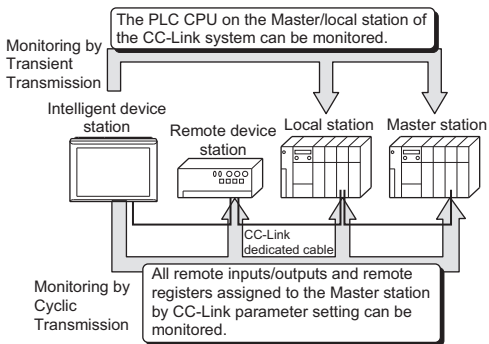 The PLC CPU on the Master/local station of
the CC-Link system can be monitored.
Monitoring by
Transient
Transmission
Intelligent device
station
Remote device
station
Local station
Master station
CC-Link
dedicated cable
Monitoring by
Cyclic
Transmission
All remote inputs/outputs and remote
registers assigned to the Master station
by CC-Link parameter setting can be
monitored.